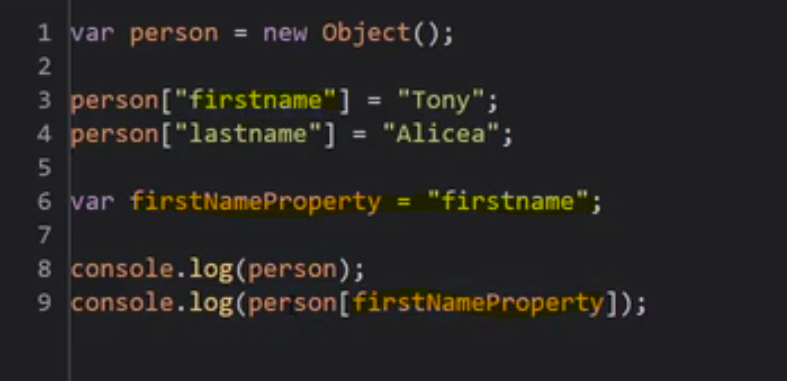 1 var person = new Object();
2
3 person["firstname"] = "Tony";
4 person["lastname"] = "Alicea";
5
6 var firstNameProperty = "firstname";
7
8 console.log(person);
9 console.log(person[firstNameProperty]);